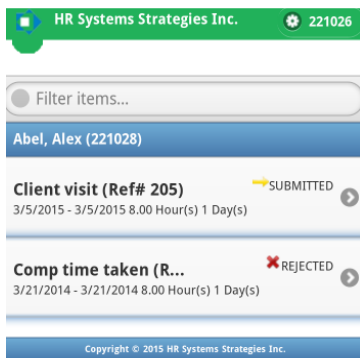 HR Systems Strategies Inc.
221026
Filter items...
Abel, Alex (221028)
Client visit (Ref# 205)
SUBMITTED
3/5/2015 - 3/5/2015 8.00 Hour(s) 1 Day(s)
Comp time taken (R...
REJECTED
3/21/2014 - 3/21/2014 8.00 Hour(s) 1 Day(s)
Copyright © 2015 HR Systems Strategies Inc.